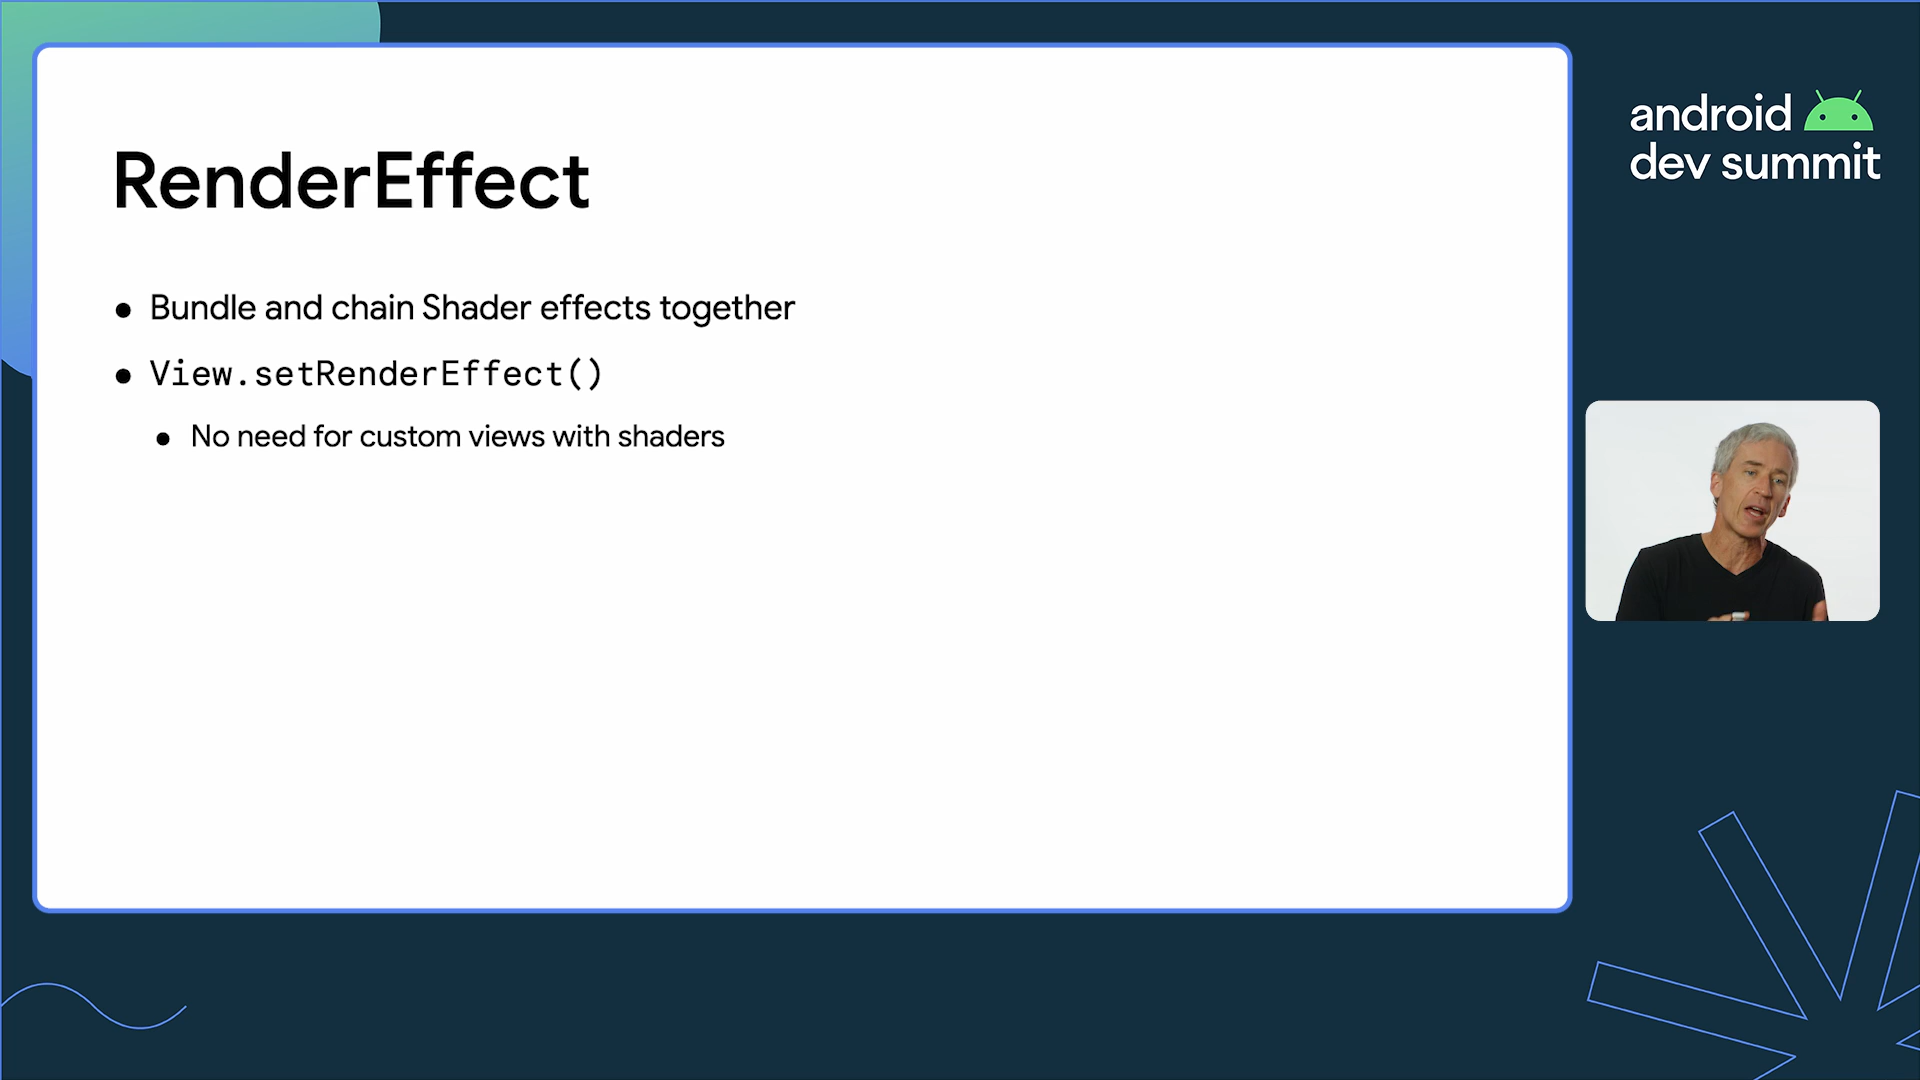 RenderEffect
● Bundle and chain Shader effects together
● View.setRenderEffect()
● No need for custom views with shaders
android
dev summit